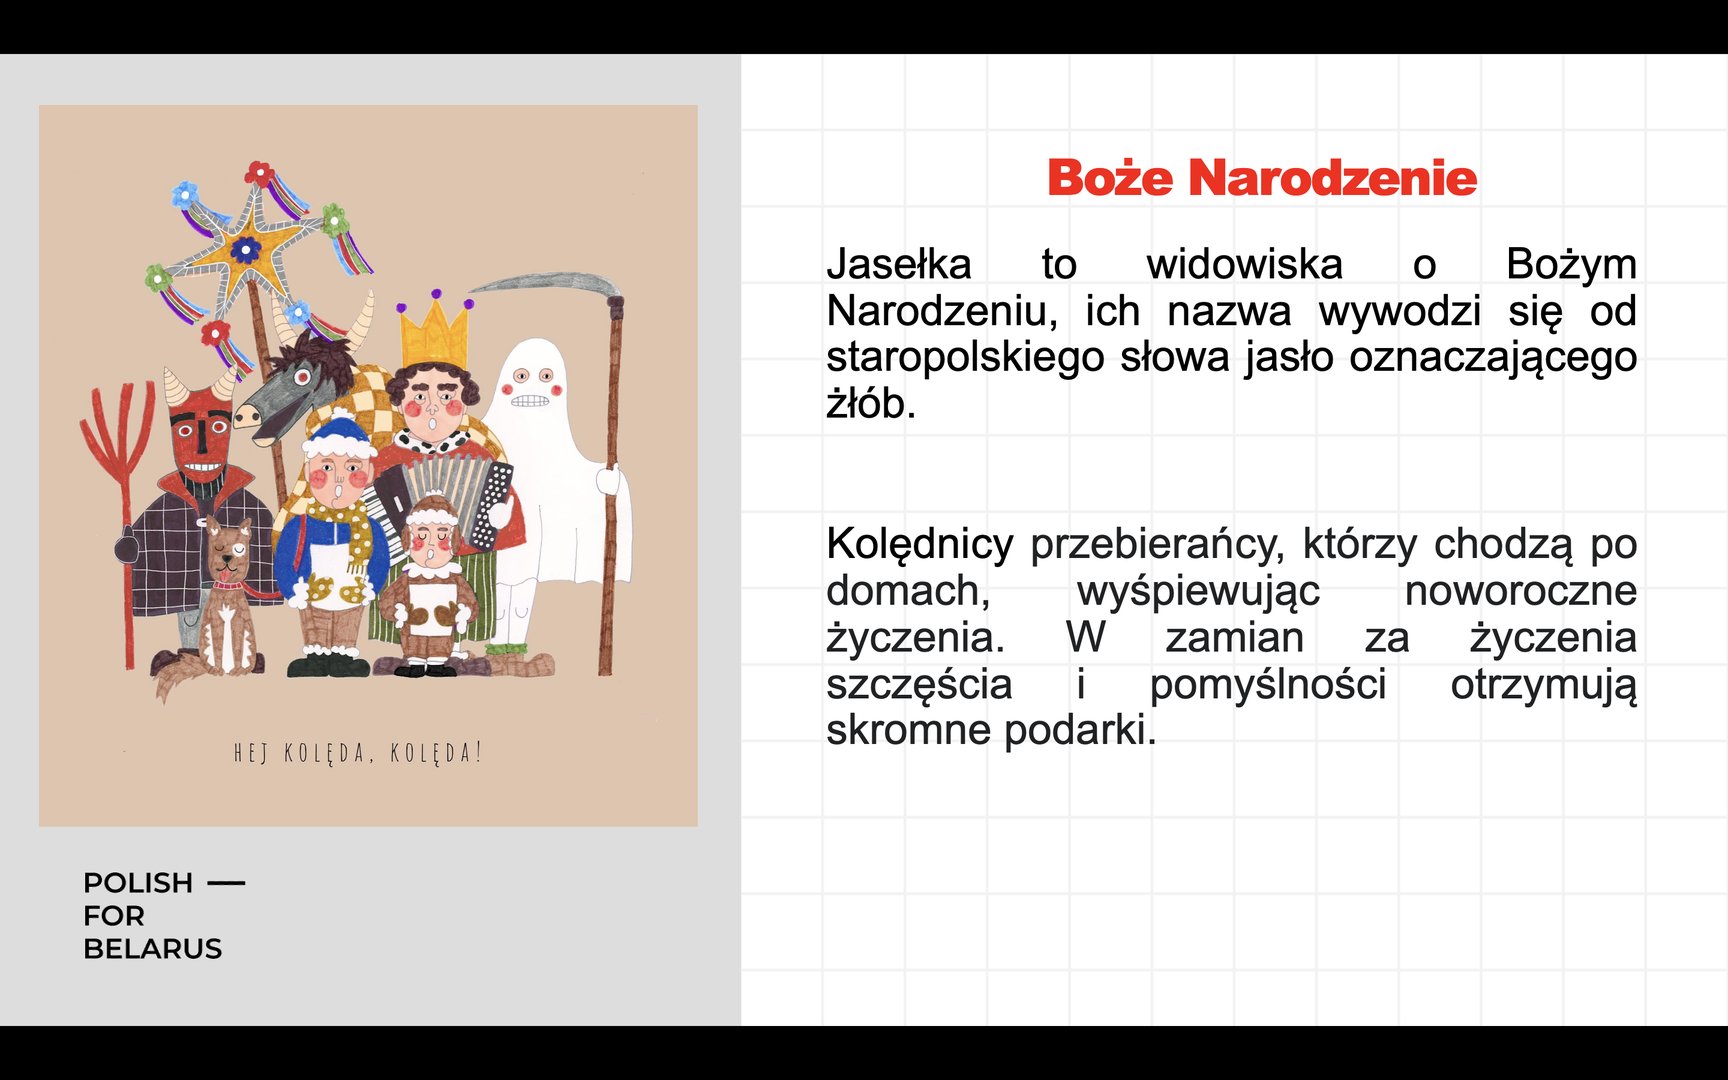 HEJ KOLĘDA, KOLĘDA!
POLISH —
FOR
BELARUS
Boże Narodzenie
Jasełka to widowiska o Bożym
Narodzeniu, ich nazwa wywodzi się od
staropolskiego słowa jasło oznaczającego
żłób.
Kolędnicy przebierańcy, którzy chodzą po
domach, wyśpiewując noworoczne
życzenia. W zamian za życzenia
szczęścia i pomyślności otrzymują
skromne podarki.